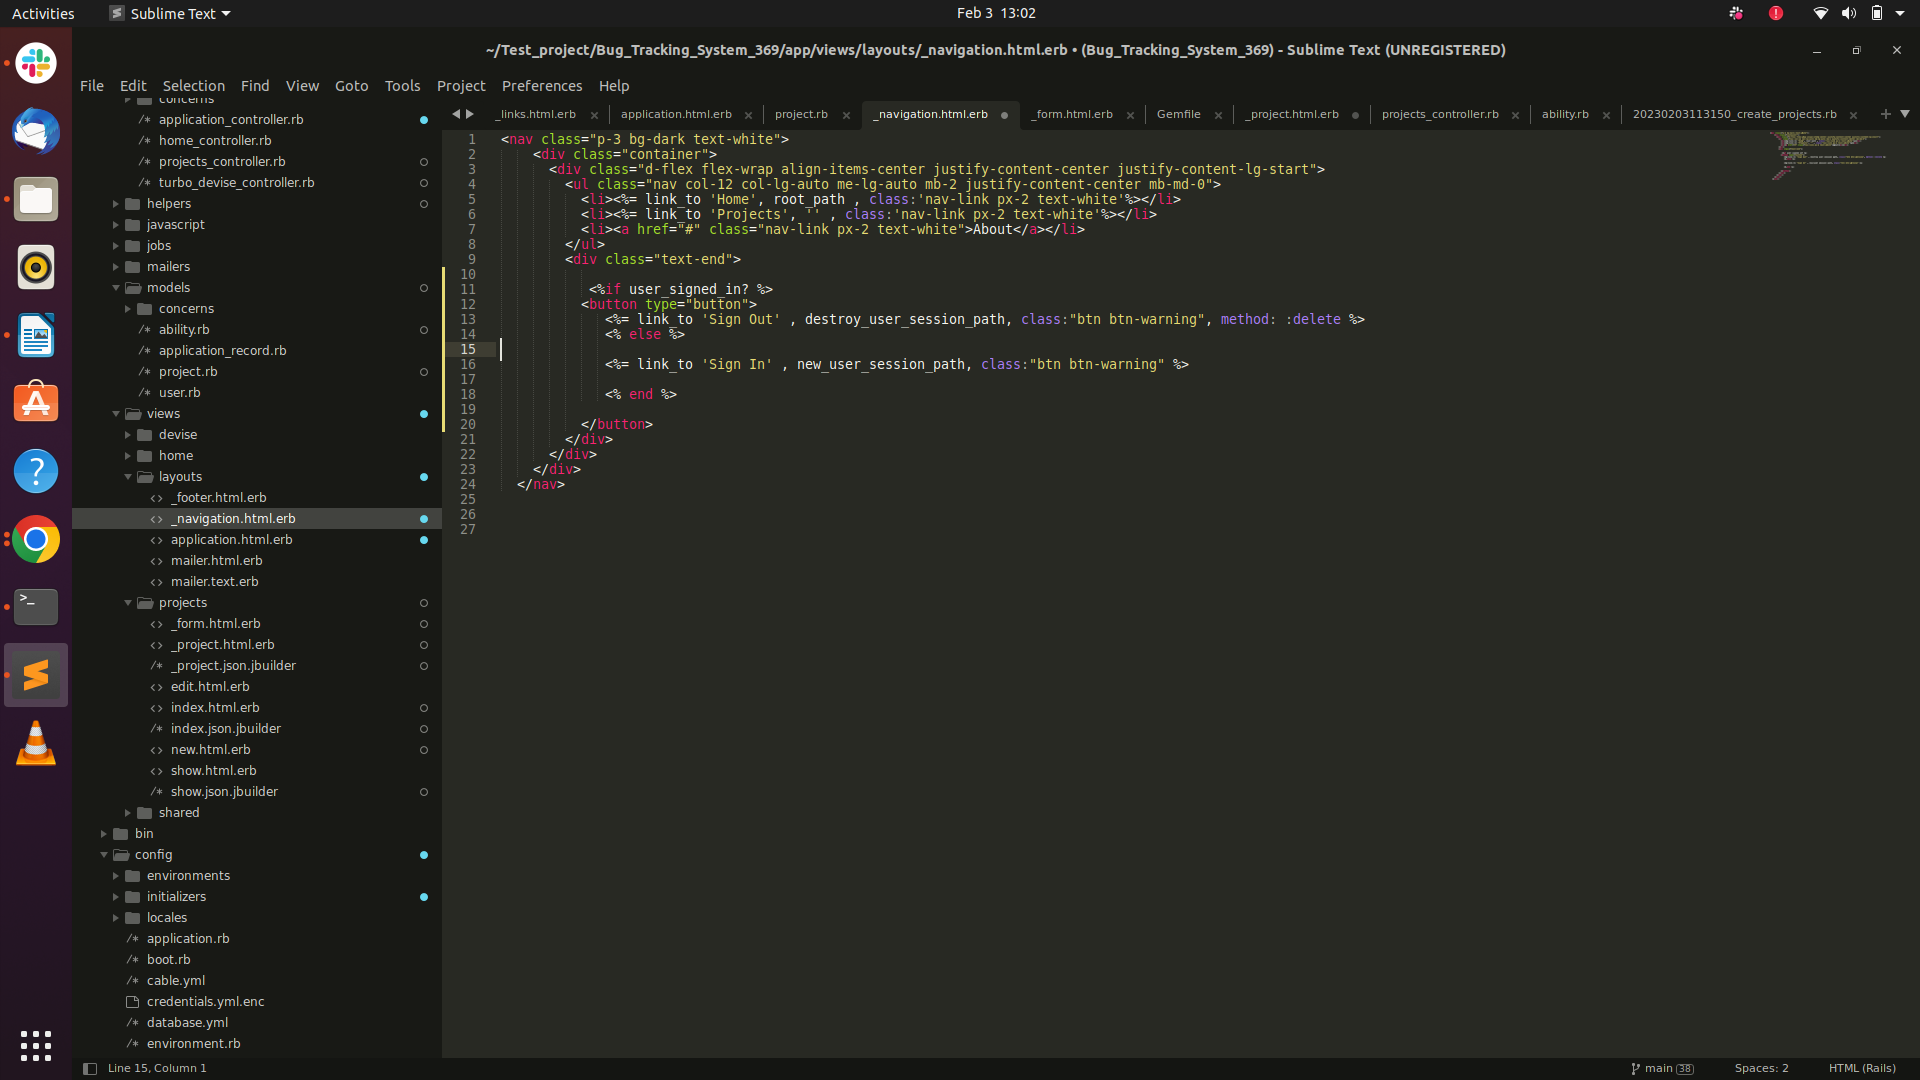 Activities
Sublime Text
Feb 3 13:02
~/Test_project/Bug_Tracking_System_369/app/views/layouts/_navigation.html.erb • (Bug_Tracking_System_369) - Sublime Text (UNREGISTERED)
File Edit Selection Find View Goto Tools Project Preferences Help
_links.html.erb
application.html.erb
project.rb
_navigation.html.erb
_form.html.erb
Gemfile
_project.html.erb
projects_controller.rb
ability.rb
20230203113150_create_projects.rb
concerns
/* application_controller.rb
/* home_controller.rb
/* projects_controller.rb
/* turbo_devise_controller.rb
helpers
javascript
jobs
mailers
models
concerns
/* ability.rb
/* application_record.rb
/* project.rb
/* user.rb
views
devise
home
layouts
<> _footer.html.erb
<> _navigation.html.erb
<> application.html.erb
<> mailer.html.erb
<> mailer.text.erb
projects
<> _form.html.erb
<> _project.html.erb
/* _project.json.jbuilder
<> edit.html.erb
<> index.html.erb
/* index.json.jbuilder
<> new.html.erb
<> show.html.erb
/* show.json.jbuilder
shared
bin
config
environments
initializers
locales
/* application.rb
/* boot.rb
/* cable.yml
credentials.yml.enc
/* database.yml
/* environment.rb
1 <nav class="p-3 bg-dark text-white">
2 <div class="container">
3 <div class="d-flex flex-wrap align-items-center justify-content-center justify-content-lg-start">
4 <ul class="nav col-12 col-lg-auto me-lg-auto mb-2 justify-content-center mb-md-0">
5 <li><%= link_to 'Home', root_path , class:'nav-link px-2 text-white'%></li>
6 <li><%= link_to 'Projects', '' , class:'nav-link px-2 text-white'%></li>
7 <li><a href="#" class="nav-link px-2 text-white">About</a></li>
8 </ul>
9 <div class="text-end">
10
11 <%if user_signed_in? %>
12 <button type="button">
13 <%= link_to 'Sign Out' , destroy_user_session_path, class:"btn btn-warning", method: :delete %>
14 <% else %>
15
16 <%= link_to 'Sign In' , new_user_session_path, class:"btn btn-warning" %>
17
18 <% end %>
19
20 </button>
21 </div>
22 </div>
23 </div>
24 </nav>
25
26
27
Line 15, Column 1
main 38
Spaces: 2
HTML (Rails)